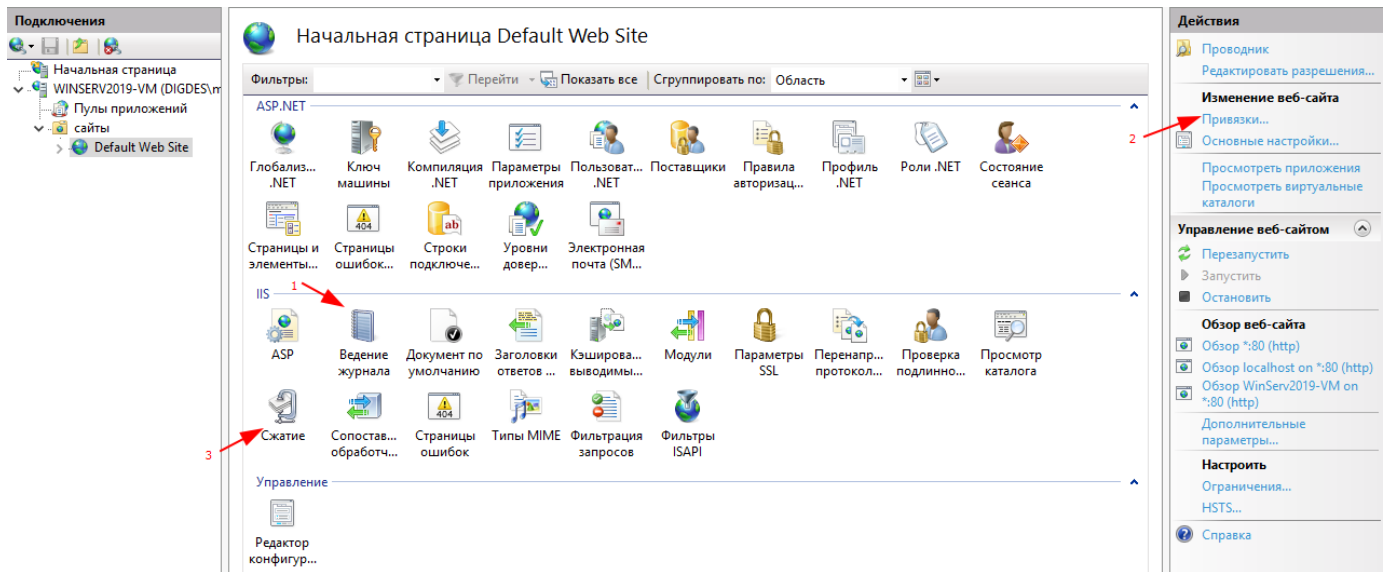 Подключения
Начальная страница
WINSERV2019-VM (DIGDES\m
Пулы приложений
сайты
Default Web Site
Начальная страница Default Web Site
Фильтры:
Перейти
Показать все
Сгруппировать по:
Область
ASP.NET
Глобализ...
.NET
Ключ
машины
Компиляция
.NET
Параметры
приложения
Пользоват...
.NET
Поставщики
Правила
авторизац...
Профиль
.NET
Роли .NET
Состояние
сеанса
Страницы и
элементы...
404
Страницы
ошибок...
ab
Строки
подключе...
Уровни
довер...
Электронная
почта (SM...
IIS
1
ASP
Ведение
журнала
Документ по
умолчанию
Заголовки
ответов ...
Кэширова...
выводимы...
Модули
Параметры
SSL
Перенапр...
протокол...
Проверка
подлинно...
Просмотр
каталога
3
Сжатие
Сопостав...
обработч...
404
Страницы
ошибок
Типы MIME
Фильтрация
запросов
Фильтры
ISAPI
Управление
Редактор
конфигур...
Действия
Проводник
Редактировать разрешения...
Изменение веб-сайта
2
Привязки...
Основные настройки...
Просмотреть приложения
Просмотреть виртуальные
каталоги
Управление веб-сайтом
Перезапустить
Запустить
Остановить
Обзор веб-сайта
Обзор *:80 (http)
Обзор localhost on *:80 (http)
Обзор WinServ2019-VM on
*:80 (http)
Дополнительные
параметры...
Настроить
Ограничения...
HSTS...
Справка